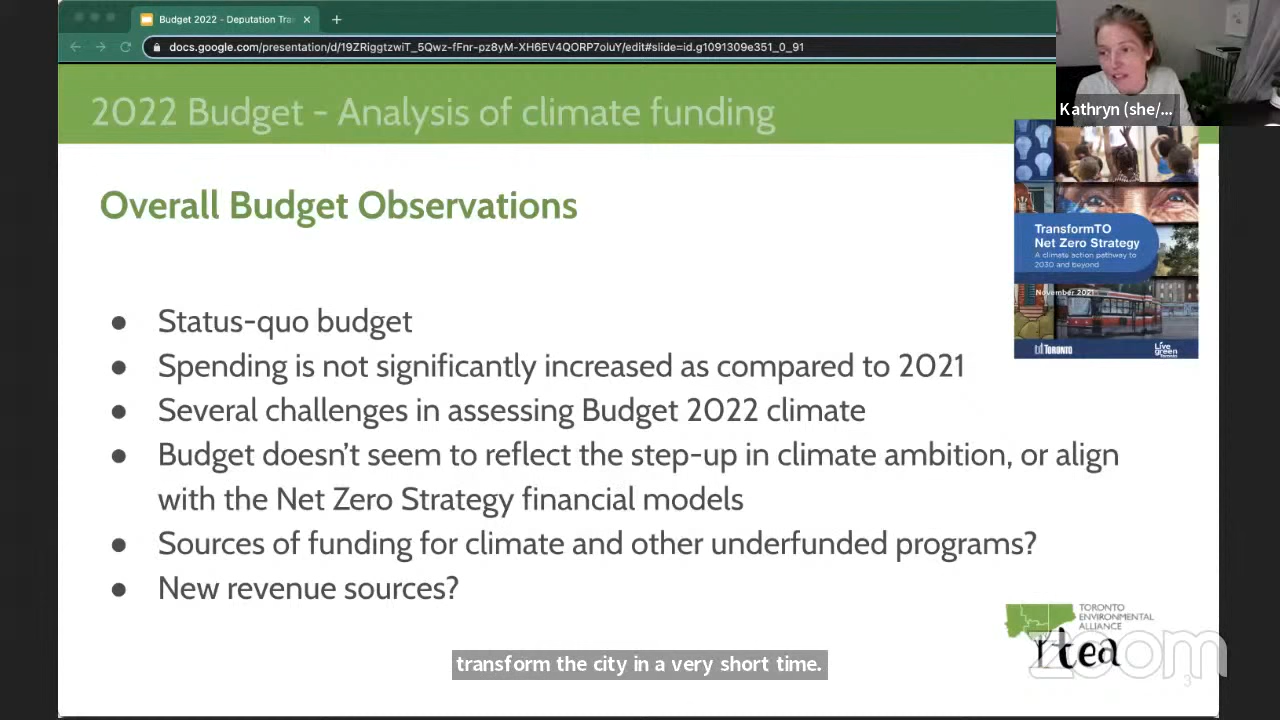 Budget 2022 - Deputation Tra
docs.google.com/presentation/d/19ZRiggtzwiT_5Qwz-fFnr-pz8yM-XH6EV4QORP7oluY/edit#slide=id.g1091309e351_0_91
Kathryn (she/...
2022 Budget - Analysis of climate funding
Overall Budget Observations
TransformTO
Net Zero Strategy
A climate action pathway to
2030 and beyond
November 2021
TORONTO
Live
green
● Status-quo budget
● Spending is not significantly increased as compared to 2021
● Several challenges in assessing Budget 2022 climate
● Budget doesn't seem to reflect the step-up in climate ambition, or align
with the Net Zero Strategy financial models
● Sources of funding for climate and other underfunded programs?
● New revenue sources?
TORONTO
ENVIRONMENTAL
ALLIANCE
tea
zoom
transform the city in a very short time.
3